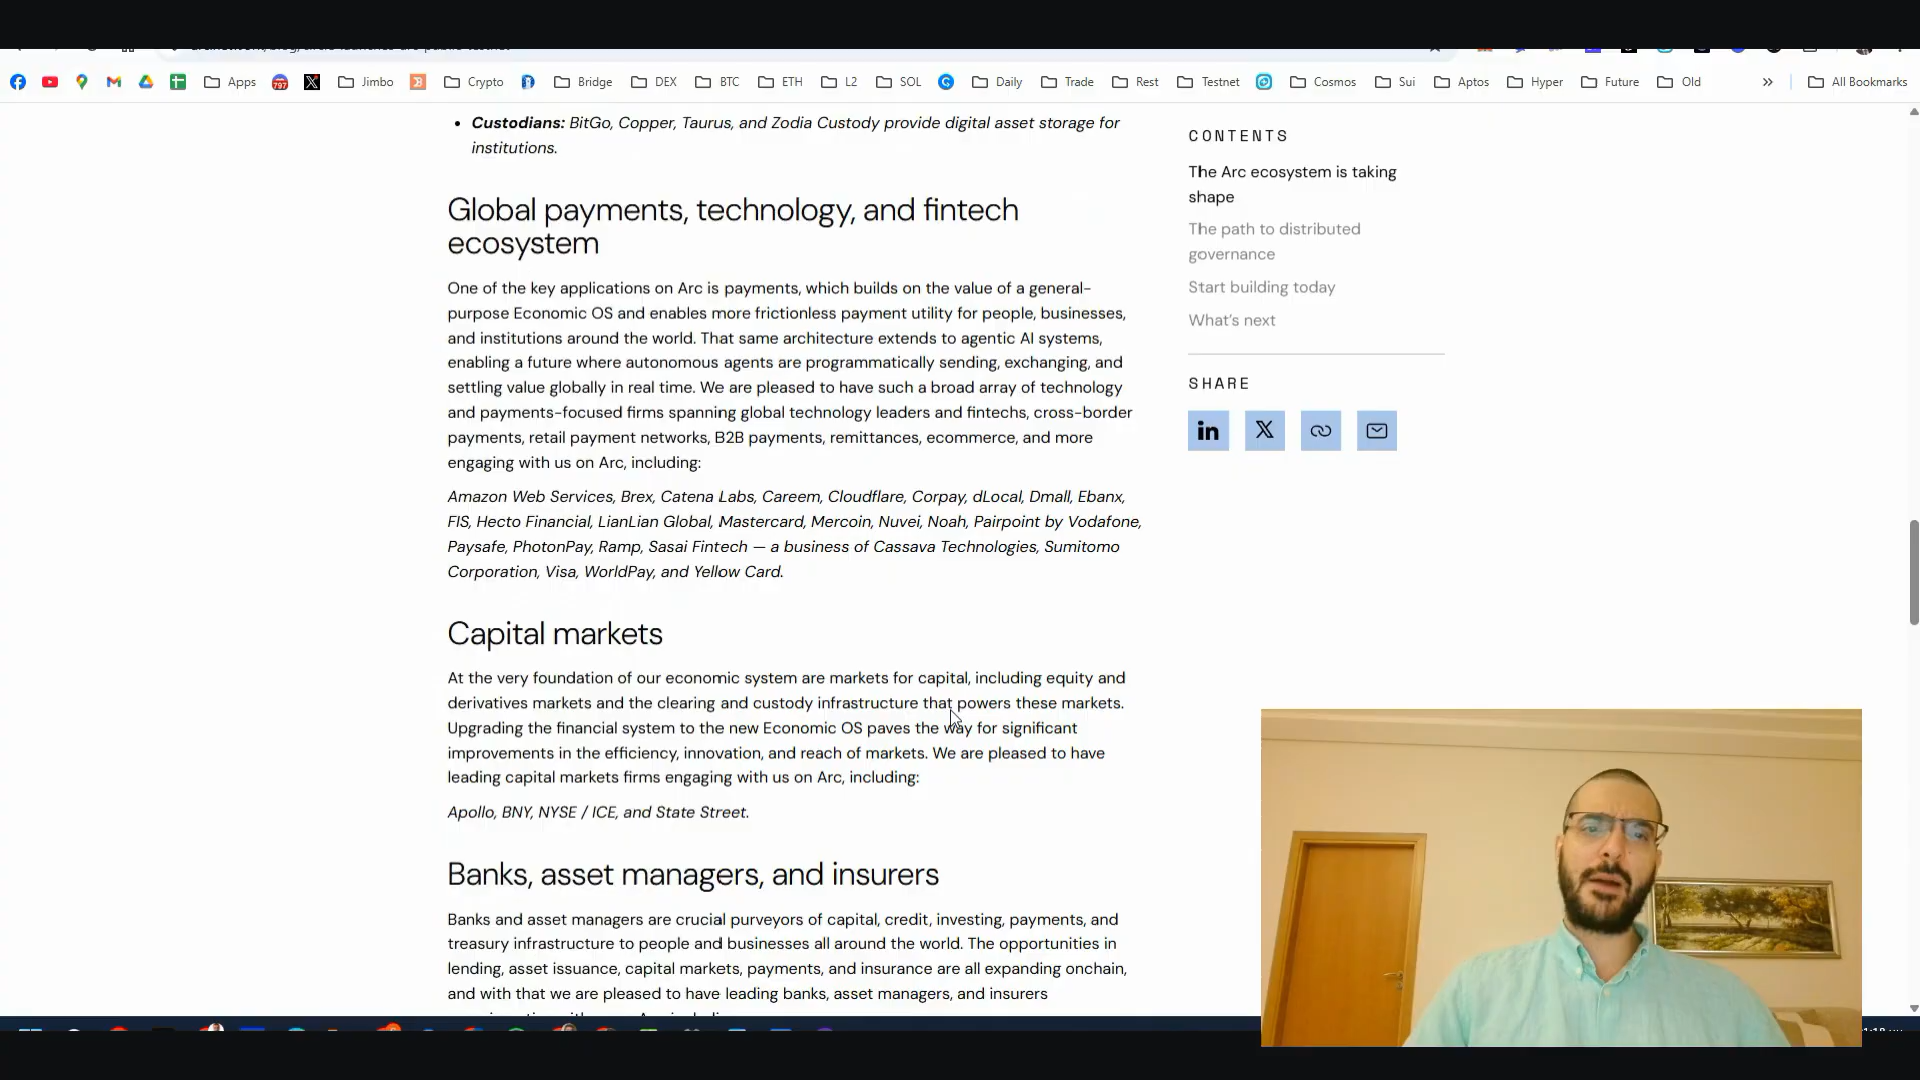 Apps
797
Jimbo
Crypto
Bridge
DEX
BTC
ETH
L2
SOL
Daily
Trade
Rest
Testnet
Cosmos
Sui
Aptos
Hyper
Future
Old
All Bookmarks
• Custodians: BitGo, Copper, Taurus, and Zodia Custody provide digital asset storage for
institutions.
Global payments, technology, and fintech
ecosystem
One of the key applications on Arc is payments, which builds on the value of a general-
purpose Economic OS and enables more frictionless payment utility for people, businesses,
and institutions around the world. That same architecture extends to agentic AI systems,
enabling a future where autonomous agents are programmatically sending, exchanging, and
settling value globally in real time. We are pleased to have such a broad array of technology
and payments-focused firms spanning global technology leaders and fintechs, cross-border
payments, retail payment networks, B2B payments, remittances, ecommerce, and more
engaging with us on Arc, including:
Amazon Web Services, Brex, Catena Labs, Careem, Cloudflare, Corpay, dLocal, Dmall, Ebanx,
FIS, Hecto Financial, LianLian Global, Mastercard, Mercoin, Nuvei, Noah, Pairpoint by Vodafone,
Paysafe, PhotonPay, Ramp, Sasai Fintech — a business of Cassava Technologies, Sumitomo
Corporation, Visa, WorldPay, and Yellow Card.
Capital markets
At the very foundation of our economic system are markets for capital, including equity and
derivatives markets and the clearing and custody infrastructure that powers these markets.
Upgrading the financial system to the new Economic OS paves the way for significant
improvements in the efficiency, innovation, and reach of markets. We are pleased to have
leading capital markets firms engaging with us on Arc, including:
Apollo, BNY, NYSE / ICE, and State Street.
Banks, asset managers, and insurers
Banks and asset managers are crucial purveyors of capital, credit, investing, payments, and
treasury infrastructure to people and businesses all around the world. The opportunities in
lending, asset issuance, capital markets, payments, and insurance are all expanding onchain,
and with that we are pleased to have leading banks, asset managers, and insurers
CONTENTS
The Arc ecosystem is taking
shape
The path to distributed
governance
Start building today
What's next
SHARE